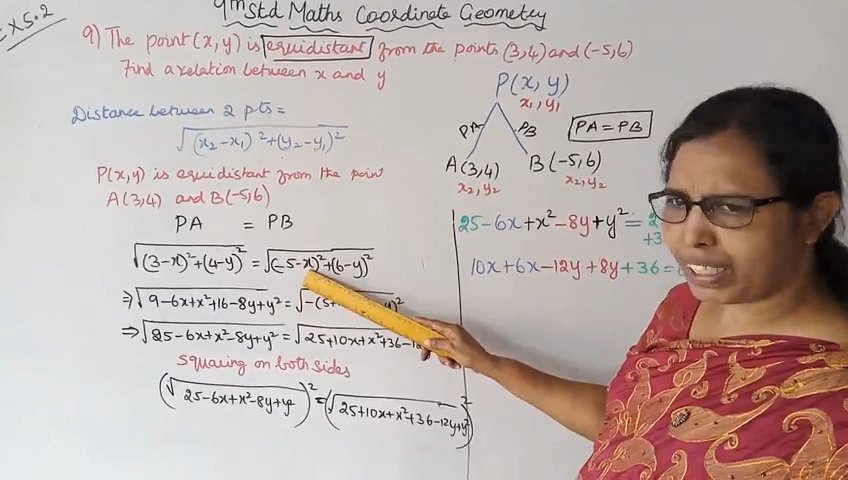 EX 5.2
9th Std Maths Coordinate Geometry
9) The point (x,y) is equidistant from the points (3,4) and (-5,6)
Find a relation between x and y
Distance between 2 pts =
√(x₂-x₁)²+(y₂-y₁)²
P(x,y) is equidistant from the point
A(3,4) and B(-5,6)
PA = PB
√(3-x)²+(4-y)² = √(-5-x)²+(6-y)²
⇒√9-6x+x²+16-8y+y² = √-(5+ y)²
⇒√25-6x+x²-8y+y² = √25+10x+x²+36-12
Squaring on both sides
(√25-6x+x²-8y+y²)² = (√25+10x+x²+36-12y+y²)²
P(x,y)
x₁,y₁
PA PB
PA=PB
A(3,4) B(-5,6)
x₂,y₂ x₂,y₂
25-6x+x²-8y+y²= 2
+3
10x+6x-12y+8y+36=